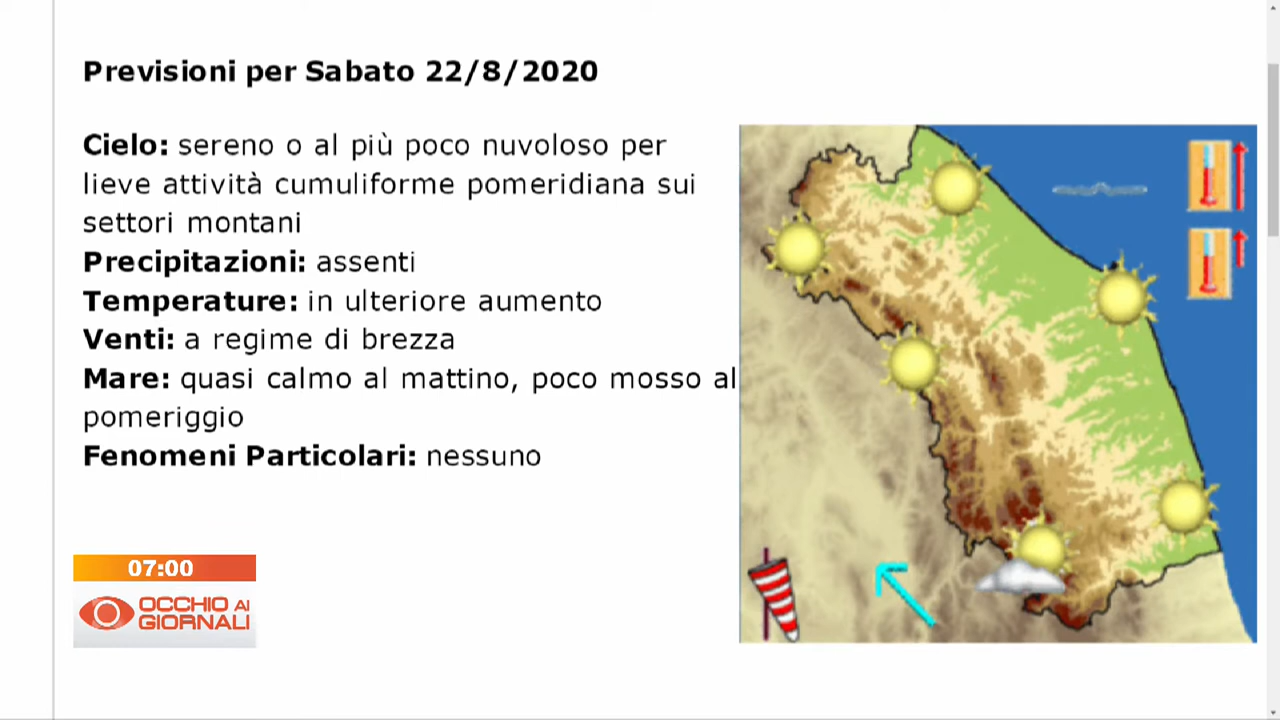 Previsioni per Sabato 22/8/2020
Cielo: sereno o al più poco nuvoloso per
lieve attività cumuliforme pomeridiana sui
settori montani
Precipitazioni: assenti
Temperature: in ulteriore aumento
Venti: a regime di brezza
Mare: quasi calmo al mattino, poco mosso al
pomeriggio
Fenomeni Particolari: nessuno
07:00
OCCHIO AI
GIORNALI